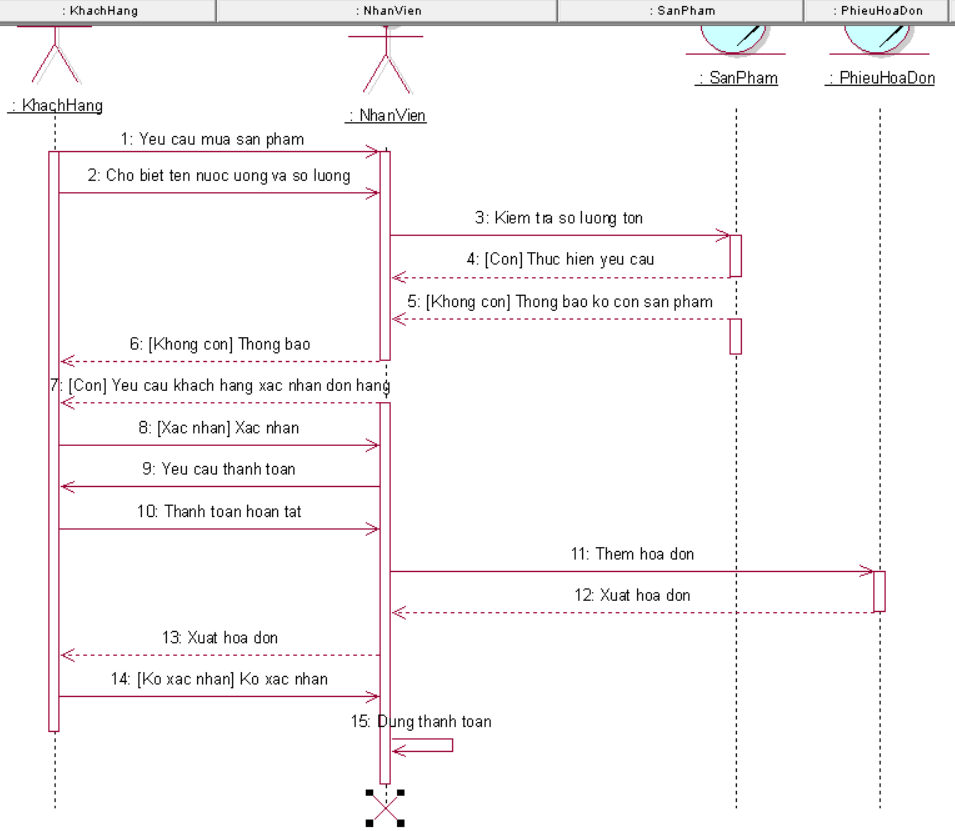 : KhachHang
: NhanVien
: SanPham
: PhieuHoaDon
: KhachHang
: NhanVien
: SanPham
: PhieuHoaDon
1: Yeu cau mua san pham
2: Cho biet ten nuoc uong va so luong
3: Kiem tra so luong ton
4: [Con] Thuc hien yeu cau
5: [Khong con] Thong bao ko con san pham
6: [Khong con] Thong bao
7: [Con] Yeu cau khach hang xac nhan don hang
8: [Xac nhan] Xac nhan
9: Yeu cau thanh toan
10: Thanh toan hoan tat
11: Them hoa don
12: Xuat hoa don
13: Xuat hoa don
14: [Ko xac nhan] Ko xac nhan
15: Dung thanh toan